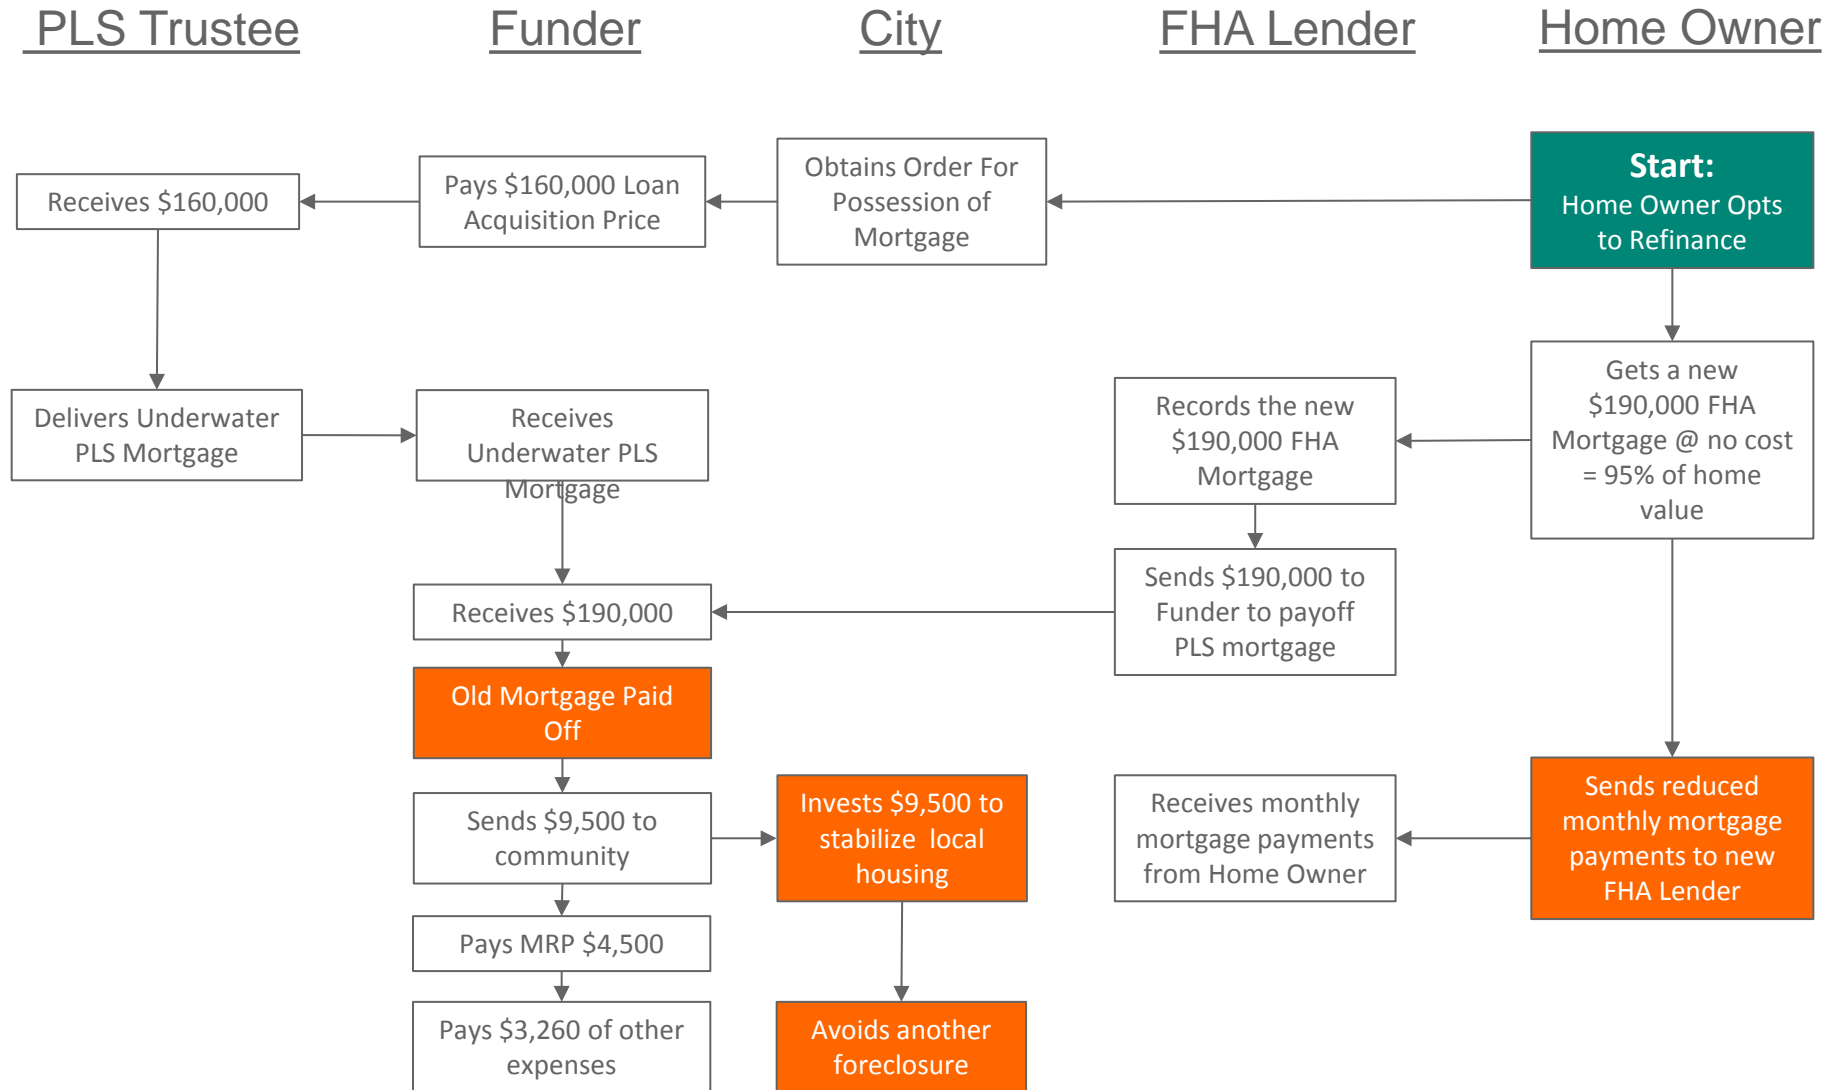 PLS Trustee
Funder
City
FHA Lender
Home Owner
Receives $160,000
Pays $160,000 Loan
Acquisition Price
Obtains Order For
Possession of
Mortgage
Start:
Home Owner Opts
to Refinance
Delivers Underwater
PLS Mortgage
Receives
Underwater PLS
Mortgage
Records the new
$190,000 FHA
Mortgage
Gets a new
$190,000 FHA
Mortgage @ no cost
= 95% of home
value
Receives $190,000
Sends $190,000 to
Funder to payoff
PLS mortgage
Old Mortgage Paid
Off
Sends $9,500 to
community
Invests $9,500 to
stabilize  local
housing
Receives monthly
mortgage payments
from Home Owner
Sends reduced
monthly mortgage
payments to new
FHA Lender
Pays MRP $4,500
Pays $3,260 of other
expenses
Avoids another
foreclosure